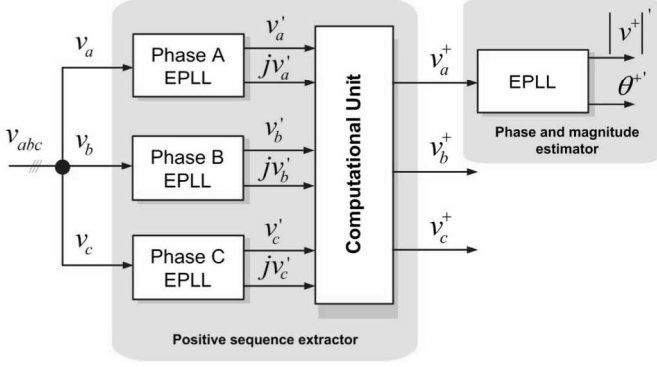 v_abc
v_a
v_b
v_c
Phase A
EPLL
Phase B
EPLL
Phase C
EPLL
v_a'
jv_a'
v_b'
jv_b'
v_c'
jv_c'
Computational Unit
Positive sequence extractor
v_a^+
v_b^+
v_c^+
EPLL
|v^+|'
θ^+'
Phase and magnitude
estimator